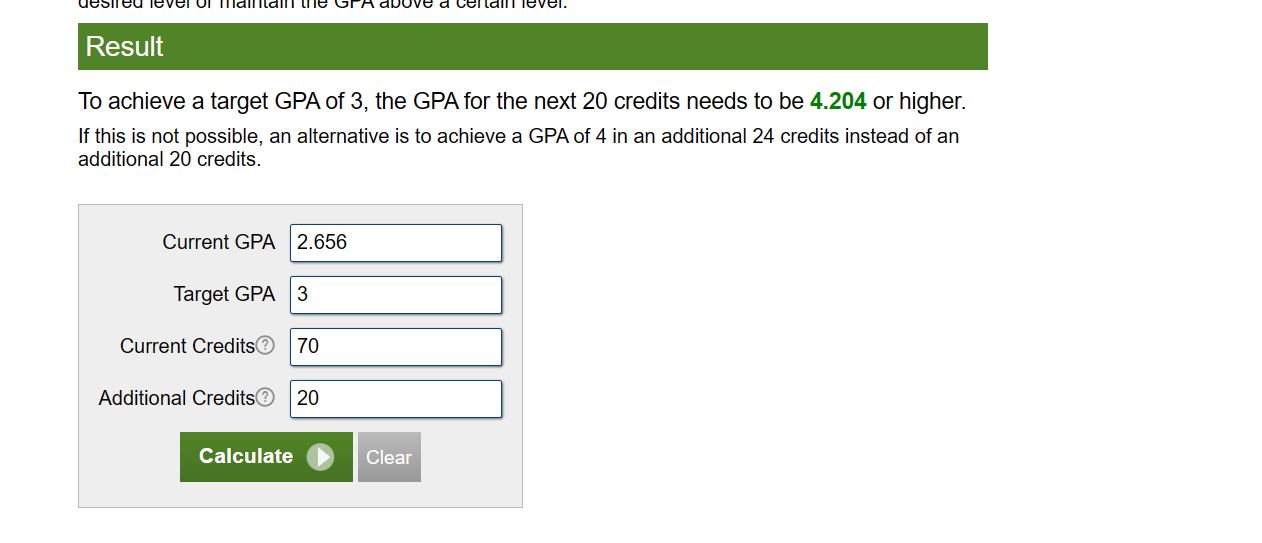 desired level or maintain the GPA above a certain level.
Result
To achieve a target GPA of 3, the GPA for the next 20 credits needs to be 4.204 or higher.
If this is not possible, an alternative is to achieve a GPA of 4 in an additional 24 credits instead of an
additional 20 credits.
Current GPA 2.656
Target GPA 3
Current Credits ? 70
Additional Credits ? 20
Calculate Clear